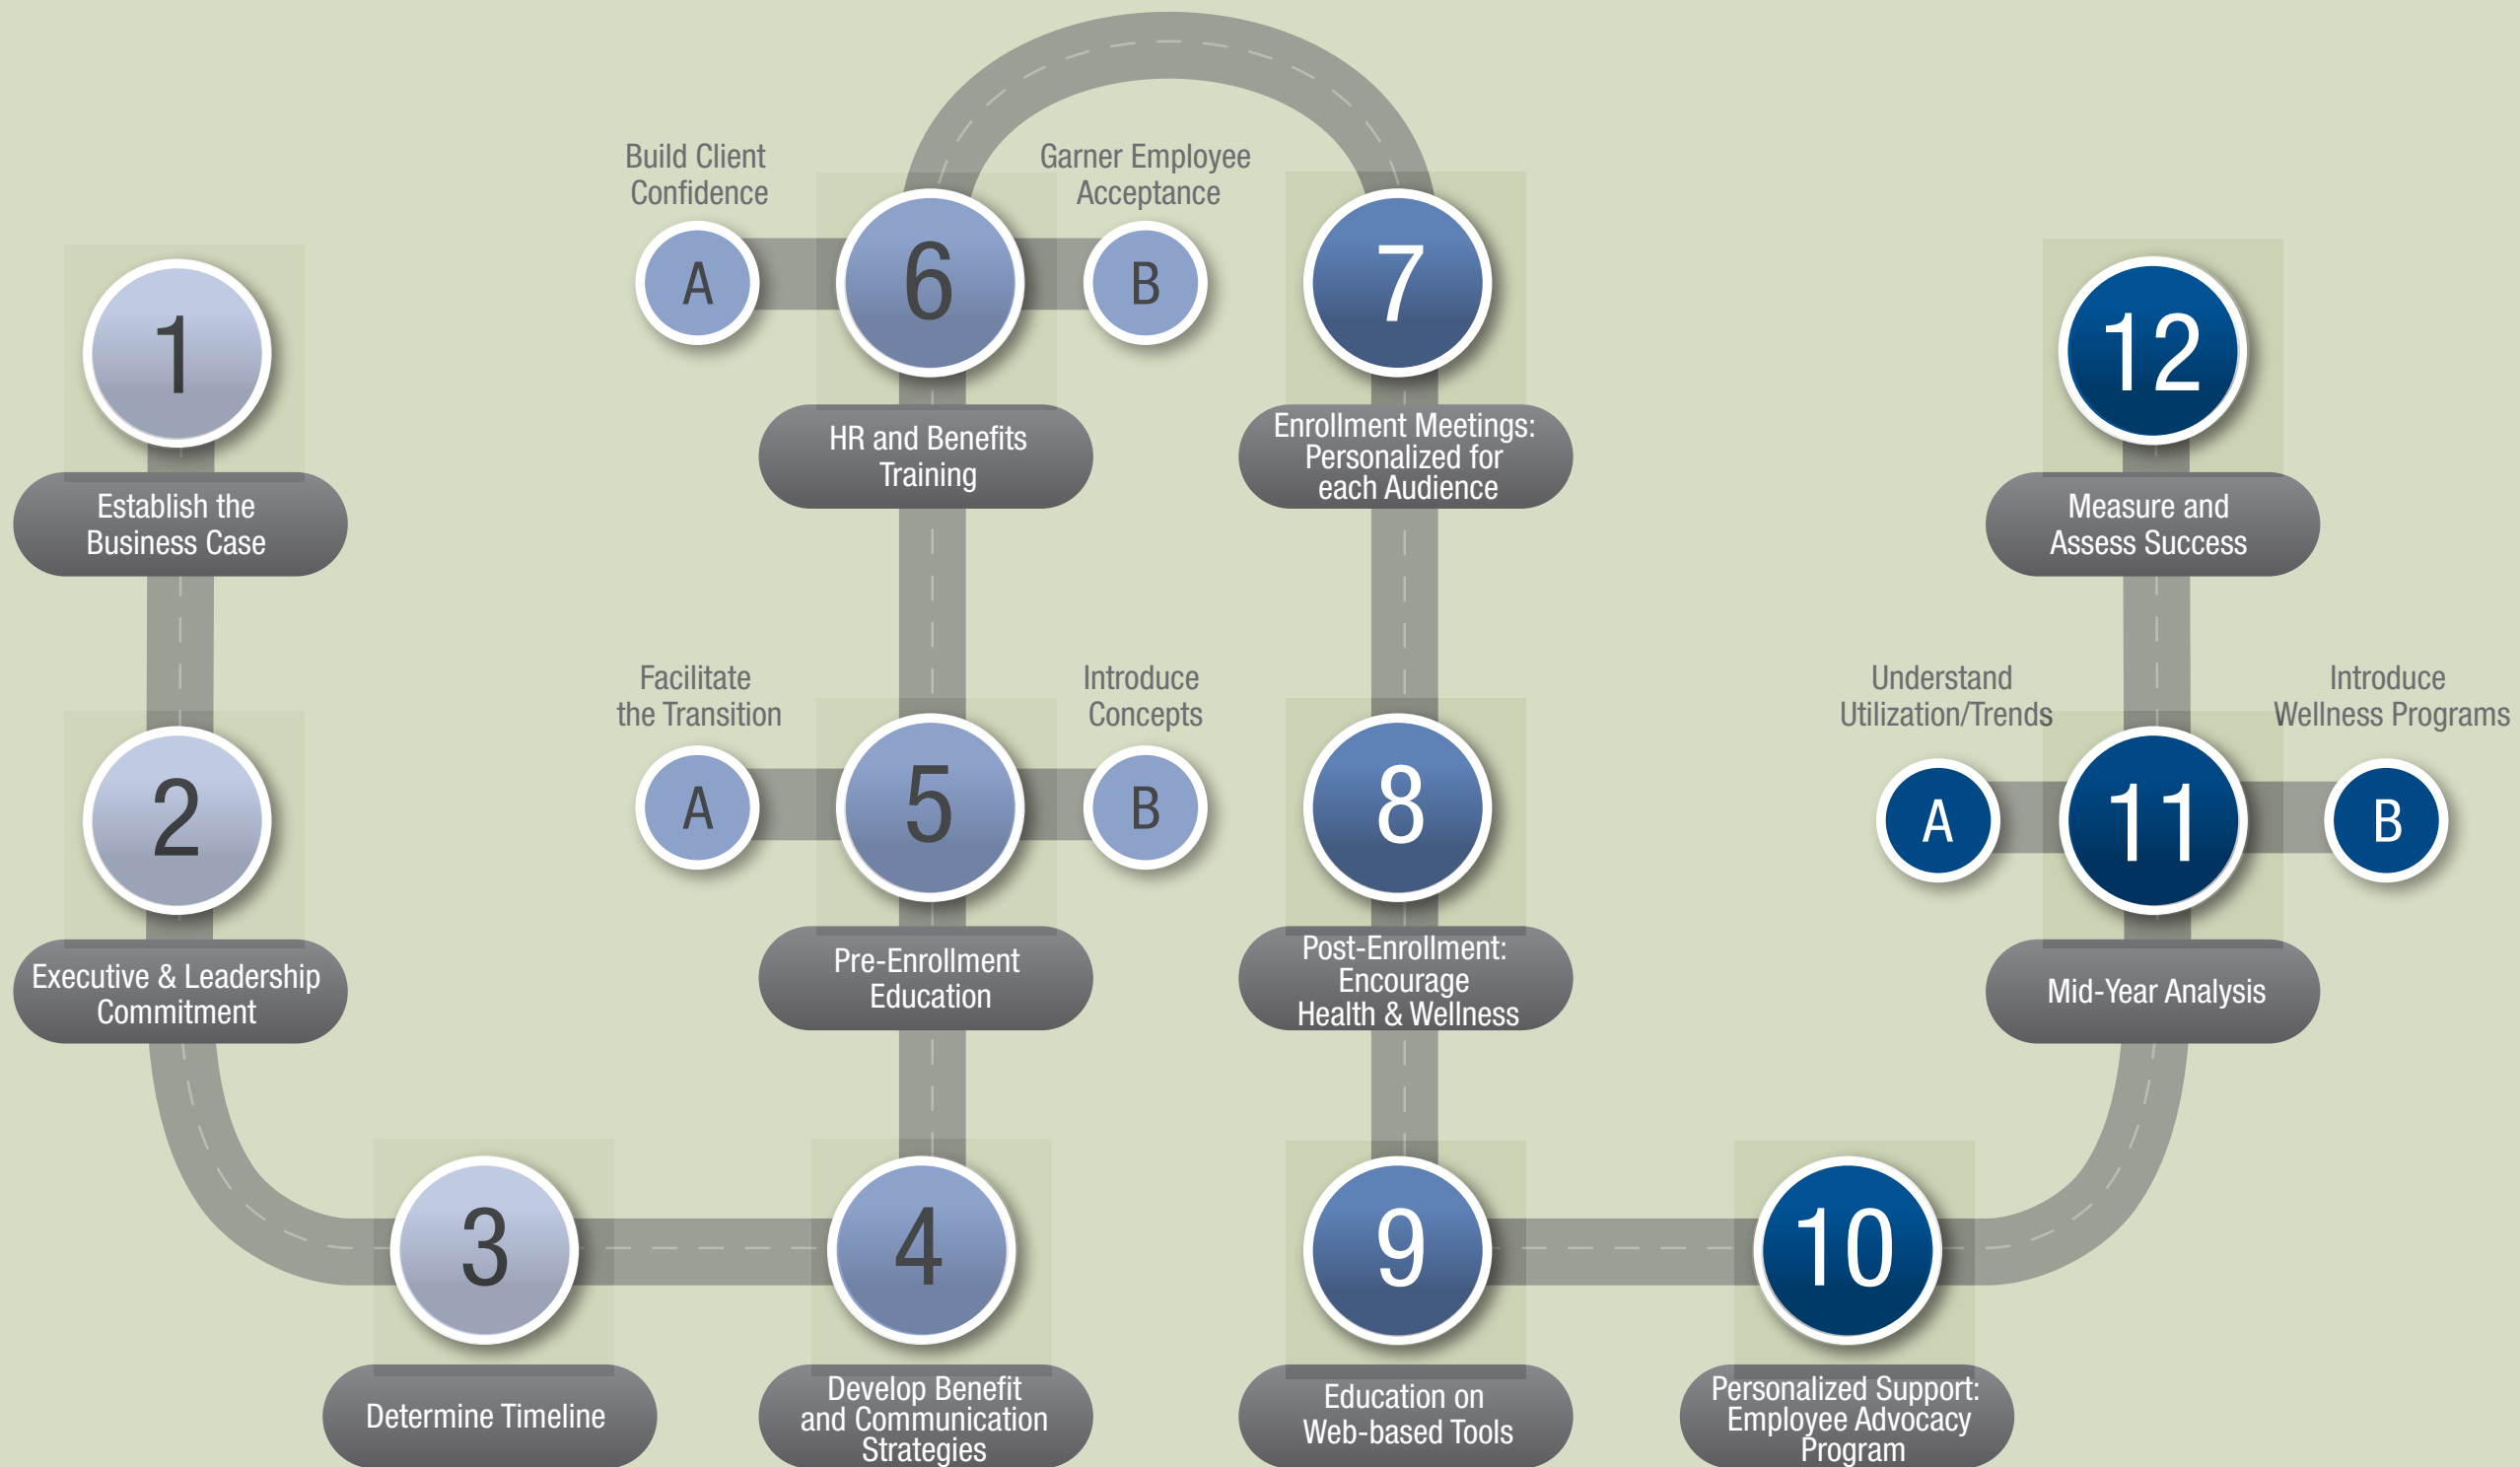 1
Establish the
Business Case
2
Executive & Leadership
Commitment
3
Determine Timeline
4
Develop Benefit
and Communication
Strategies
Facilitate
the Transition
A
5
Introduce
Concepts
B
Pre-Enrollment
Education
Build Client
Confidence
A
6
Garner Employee
Acceptance
B
HR and Benefits
Training
7
Enrollment Meetings:
Personalized for
each Audience
8
Post-Enrollment:
Encourage
Health & Wellness
9
Education on
Web-based Tools
10
Personalized Support:
Employee Advocacy
Program
Understand
Utilization/Trends
A
11
Introduce
Wellness Programs
B
Mid-Year Analysis
12
Measure and
Assess Success